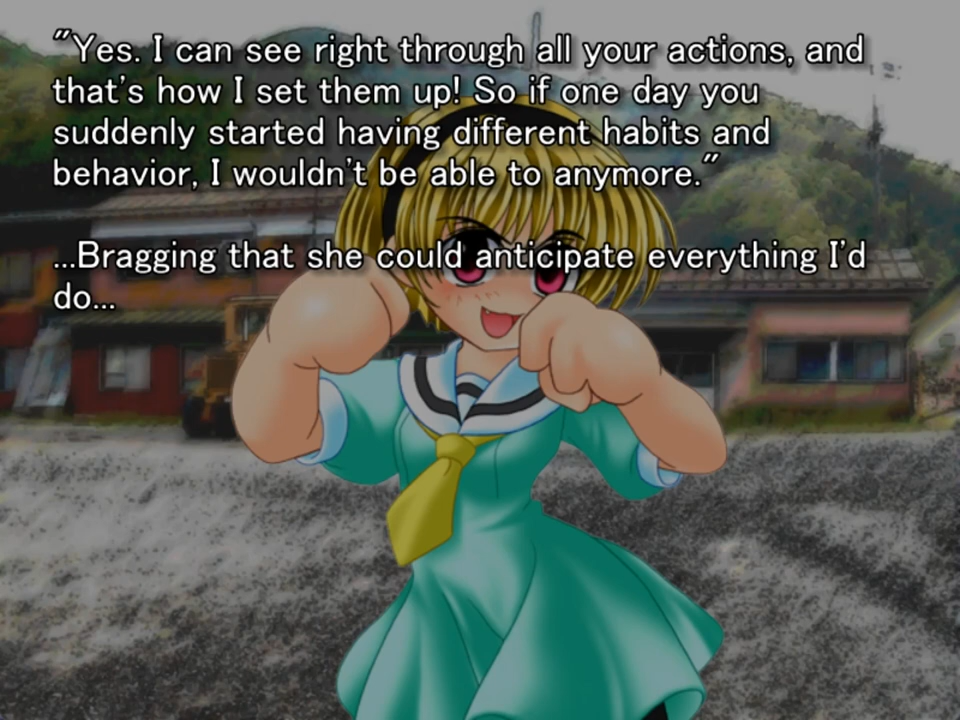 "Yes. I can see right through all your actions, and
that's how I set them up! So if one day you
suddenly started having different habits and
behavior, I wouldn't be able to anymore."
...Bragging that she could anticipate everything I'd
do...